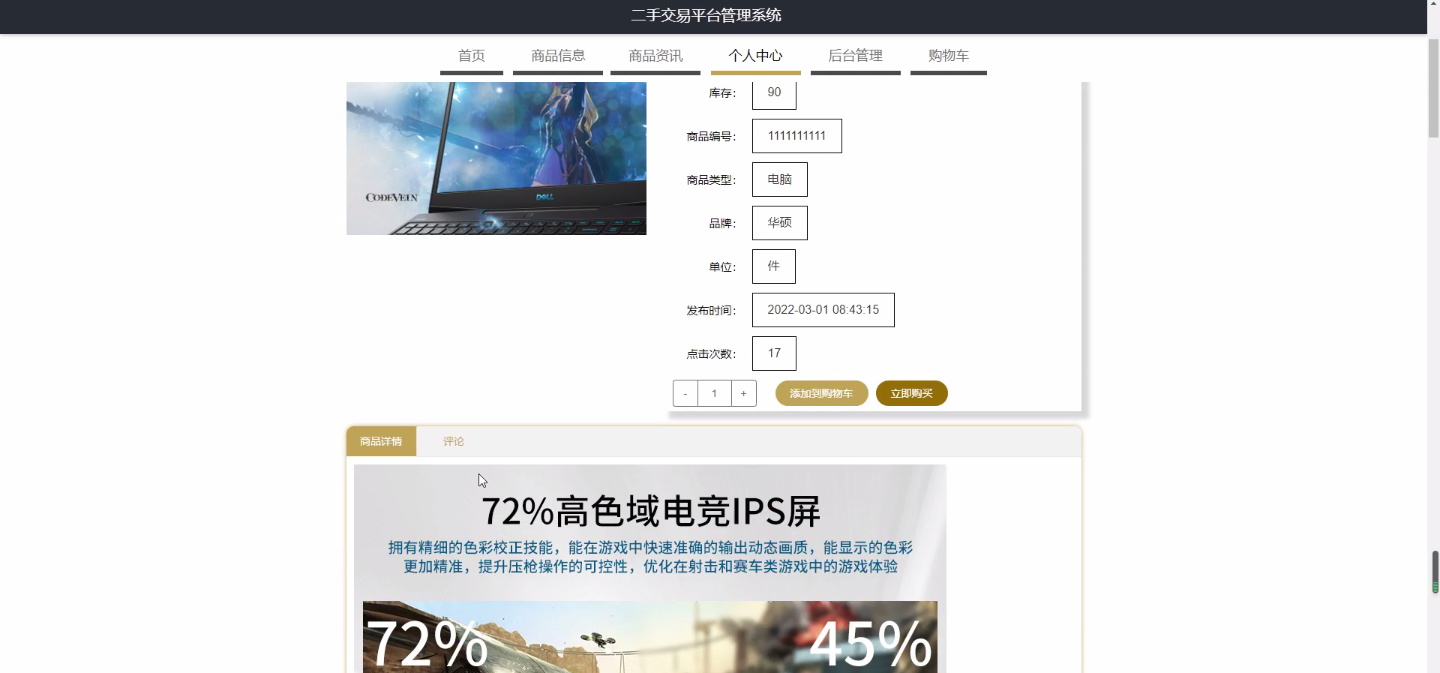 二手交易平台管理系统
首页 商品信息 商品资讯 个人中心 后台管理 购物车
库存: 90
商品编号: 1111111111
商品类型: 电脑
品牌: 华硕
单位: 件
发布时间: 2022-03-01 08:43:15
点击次数: 17
- 1 + 添加到购物车 立即购买
CODE VEIN
DELL
商品详情 评论
72%高色域电竞IPS屏
拥有精细的色彩校正技能，能在游戏中快速准确的输出动态画质，能显示的色彩
更加精准，提升压枪操作的可控性，优化在射击和赛车类游戏中的游戏体验
72% 45%